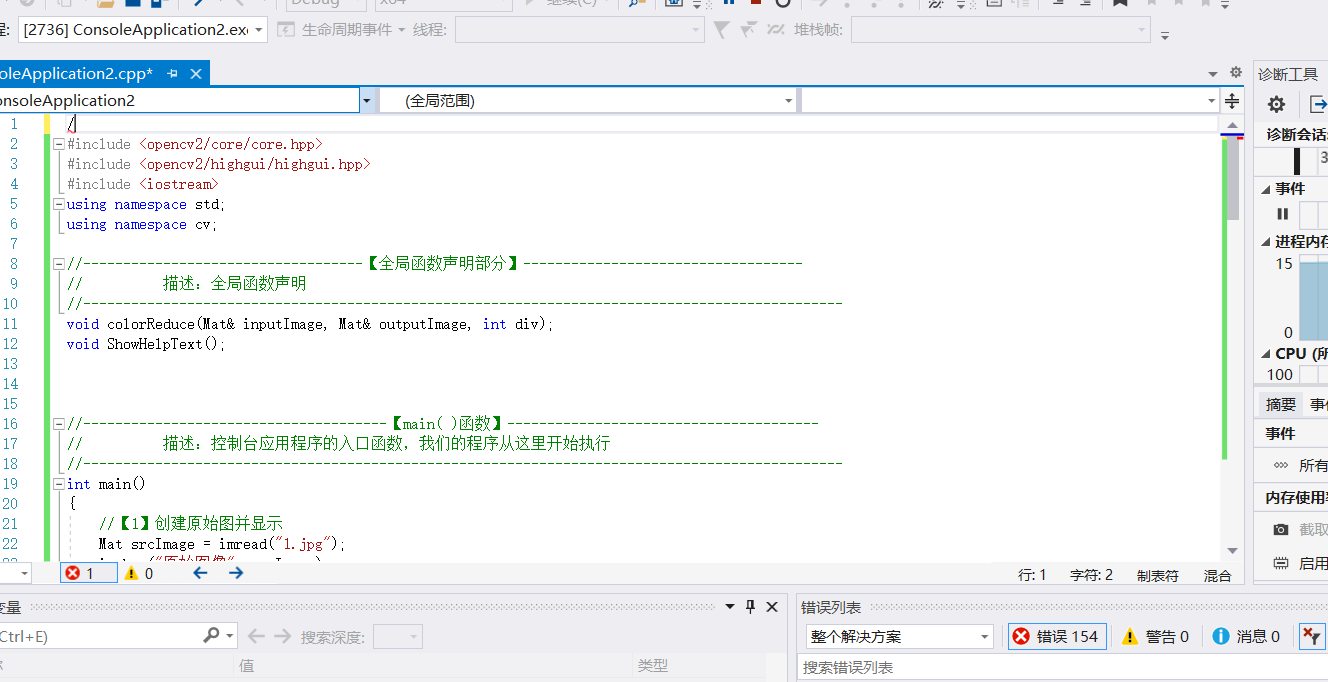 Debug x64 继续(C)
程: [2736] ConsoleApplication2.exe 生命周期事件 线程: 堆栈帧:
oleApplication2.cpp* 诊断工具
onsoleApplication2 (全局范围)
1 /
2 #include <opencv2/core/core.hpp>
3 #include <opencv2/highgui/highgui.hpp>
4 #include <iostream>
5 using namespace std;
6 using namespace cv;
7
8 //-----------------------------------【全局函数声明部分】-----------------------------------
9 // 描述：全局函数声明
10 //-----------------------------------------------------------------------------------------------
11 void colorReduce(Mat& inputImage, Mat& outputImage, int div);
12 void ShowHelpText();
13
14
15
16 //--------------------------------------【main( )函数】---------------------------------------
17 // 描述：控制台应用程序的入口函数，我们的程序从这里开始执行
18 //-----------------------------------------------------------------------------------------------
19 int main()
20 {
21 //【1】创建原始图并显示
22 Mat srcImage = imread("1.jpg");
诊断会话
3
事件
进程内存
15
0
CPU (所
100
摘要 事件
事件
所有
内存使用率
截取
启用
1 0 行: 1 字符: 2 制表符 混合
变量
Ctrl+E) 搜索深度:
值 类型
错误列表
整个解决方案 错误 154 警告 0 消息 0
搜索错误列表